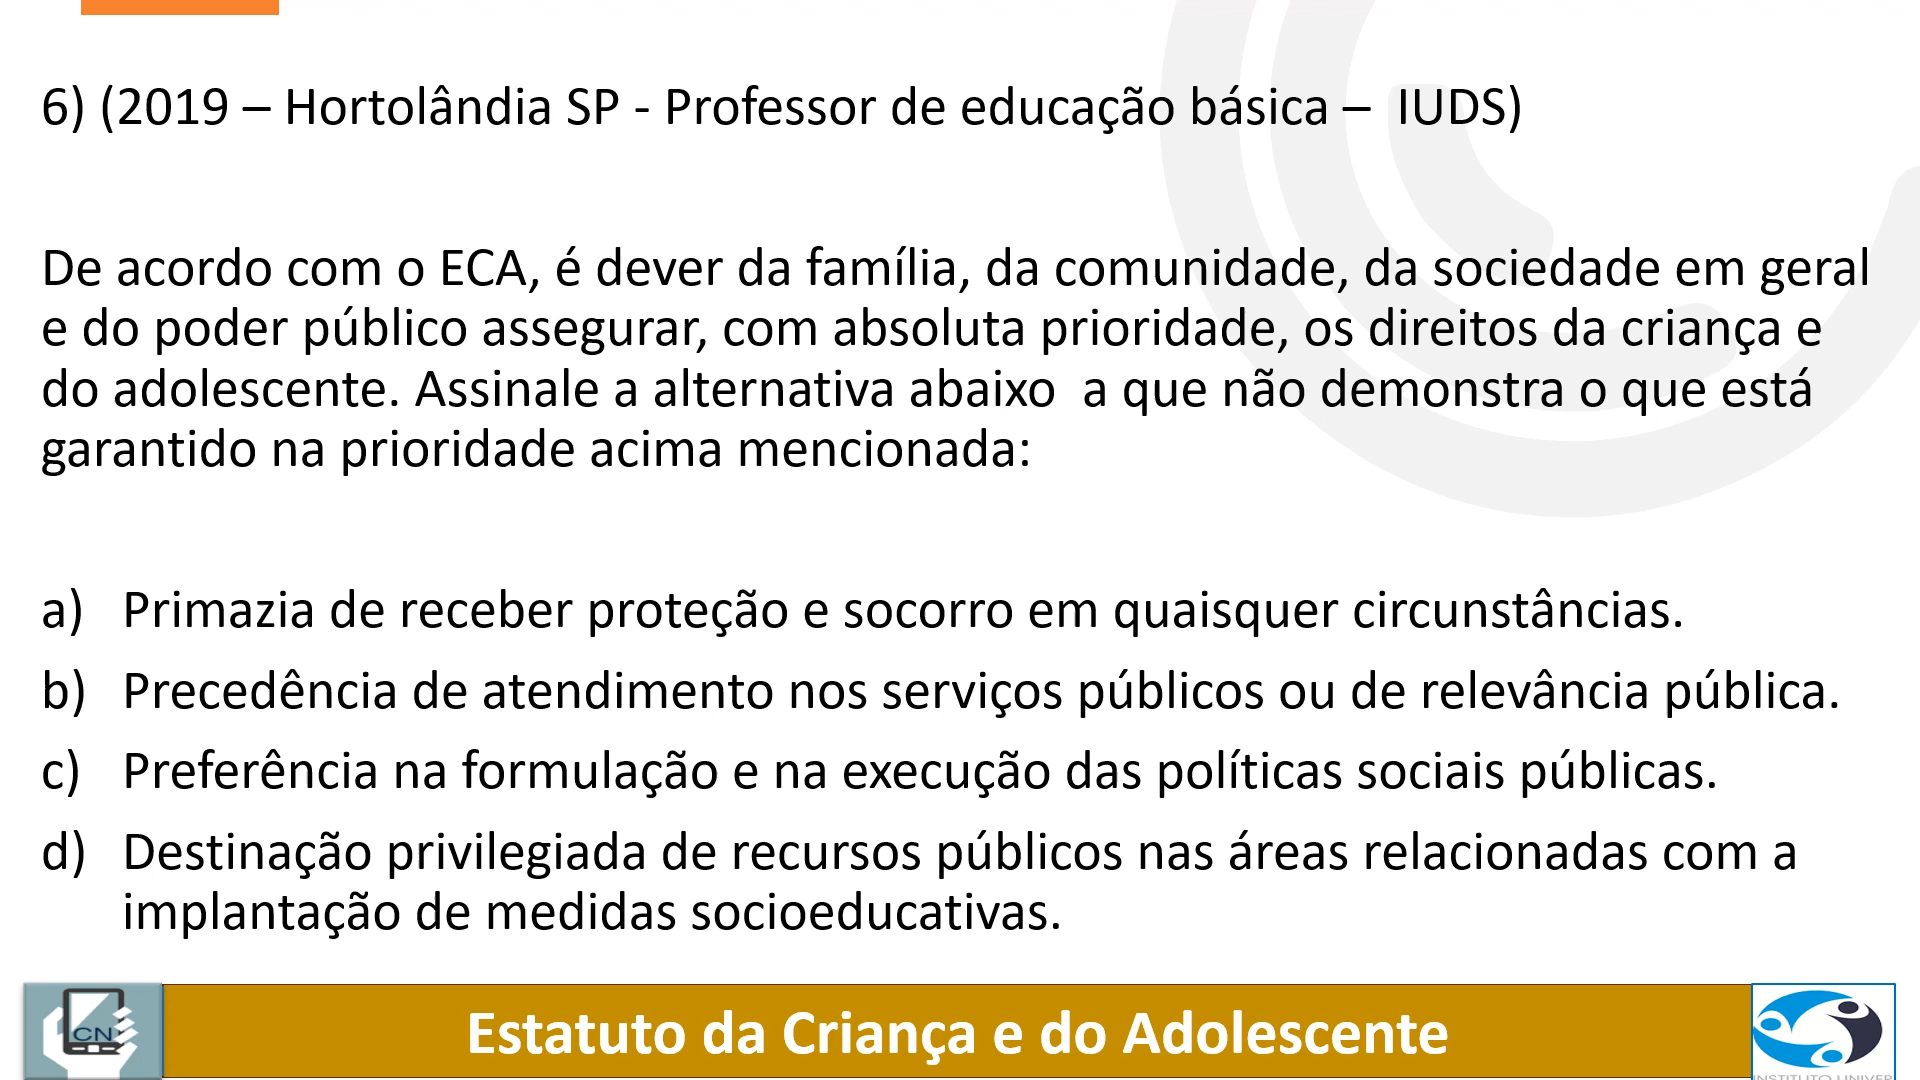 6) (2019 – Hortolândia SP - Professor de educação básica –  IUDS)
De acordo com o ECA, é dever da família, da comunidade, da sociedade em geral
e do poder público assegurar, com absoluta prioridade, os direitos da criança e
do adolescente. Assinale a alternativa abaixo  a que não demonstra o que está
garantido na prioridade acima mencionada:
a) Primazia de receber proteção e socorro em quaisquer circunstâncias.
b) Precedência de atendimento nos serviços públicos ou de relevância pública.
c) Preferência na formulação e na execução das políticas sociais públicas.
d) Destinação privilegiada de recursos públicos nas áreas relacionadas com a
implantação de medidas socioeducativas.
CN
Estatuto da Criança e do Adolescente
INSTITUTO UNIVER